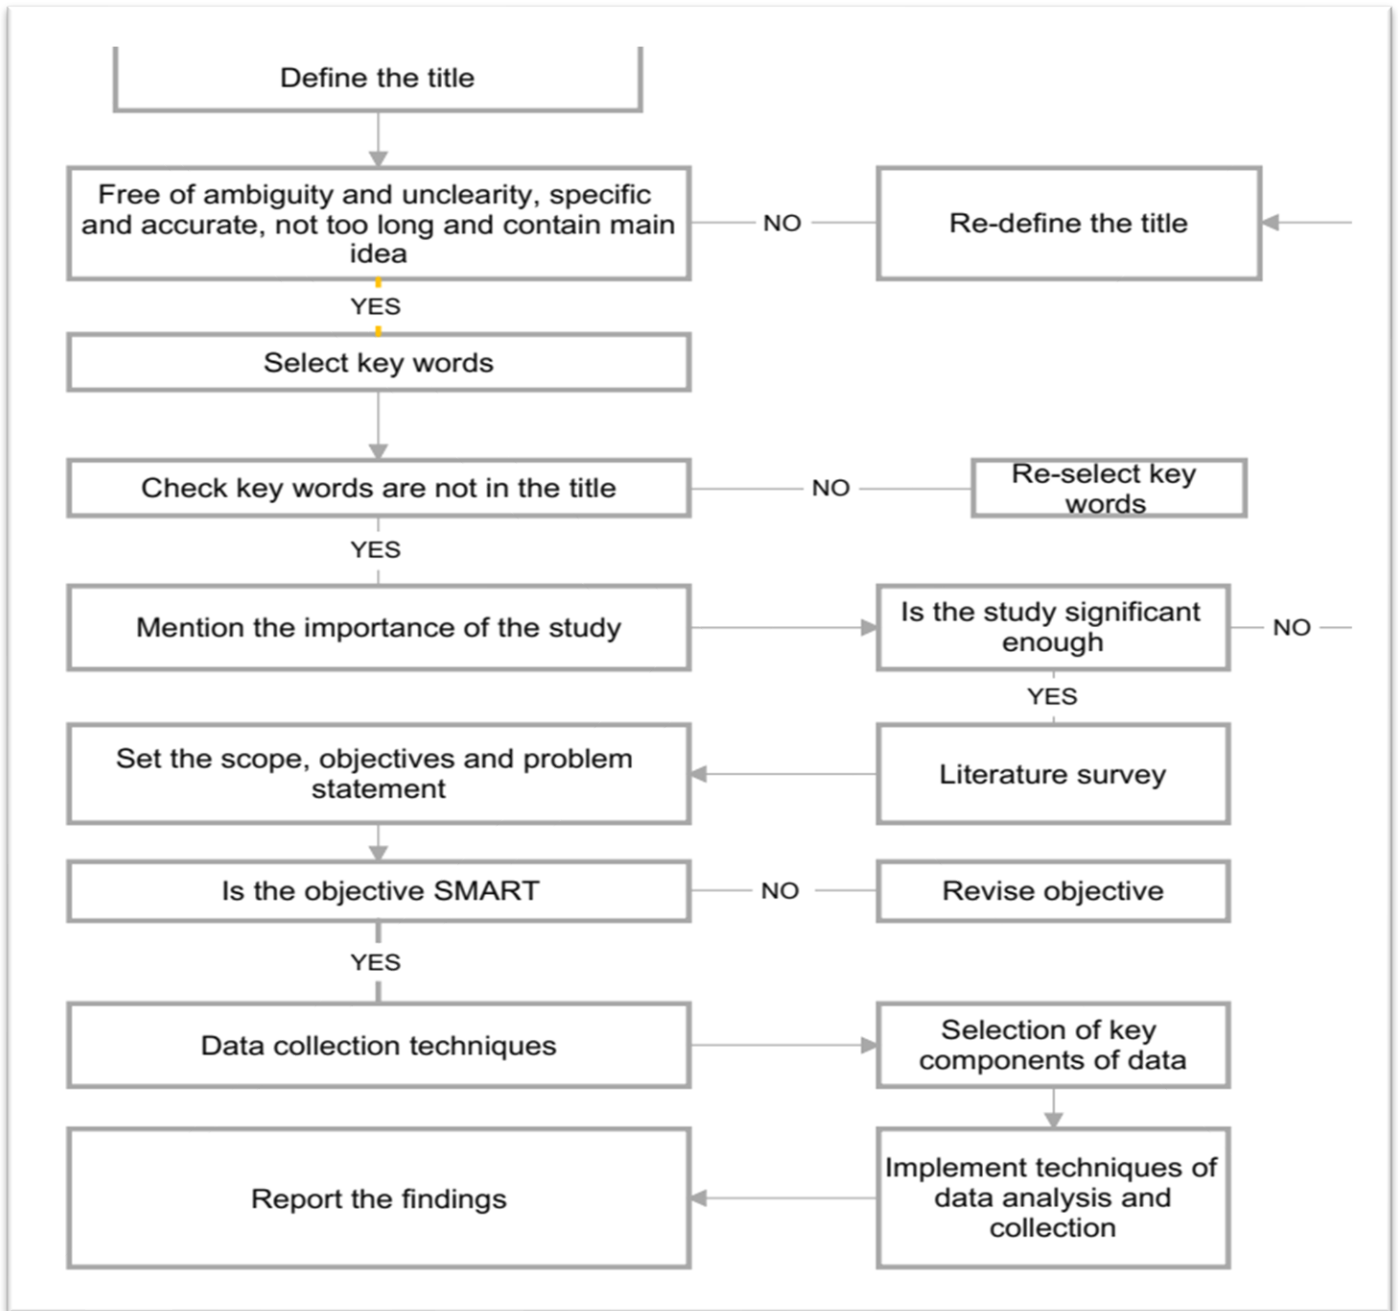 Define the title
Free of ambiguity and unclearity, specific
and accurate, not too long and contain main
idea
NO
Re-define the title
YES
Select key words
Check key words are not in the title
NO
Re-select key
words
YES
Mention the importance of the study
Is the study significant
enough
NO
YES
Set the scope, objectives and problem
statement
Literature survey
Is the objective SMART
NO
Revise objective
YES
Data collection techniques
Selection of key
components of data
Report the findings
Implement techniques of
data analysis and
collection